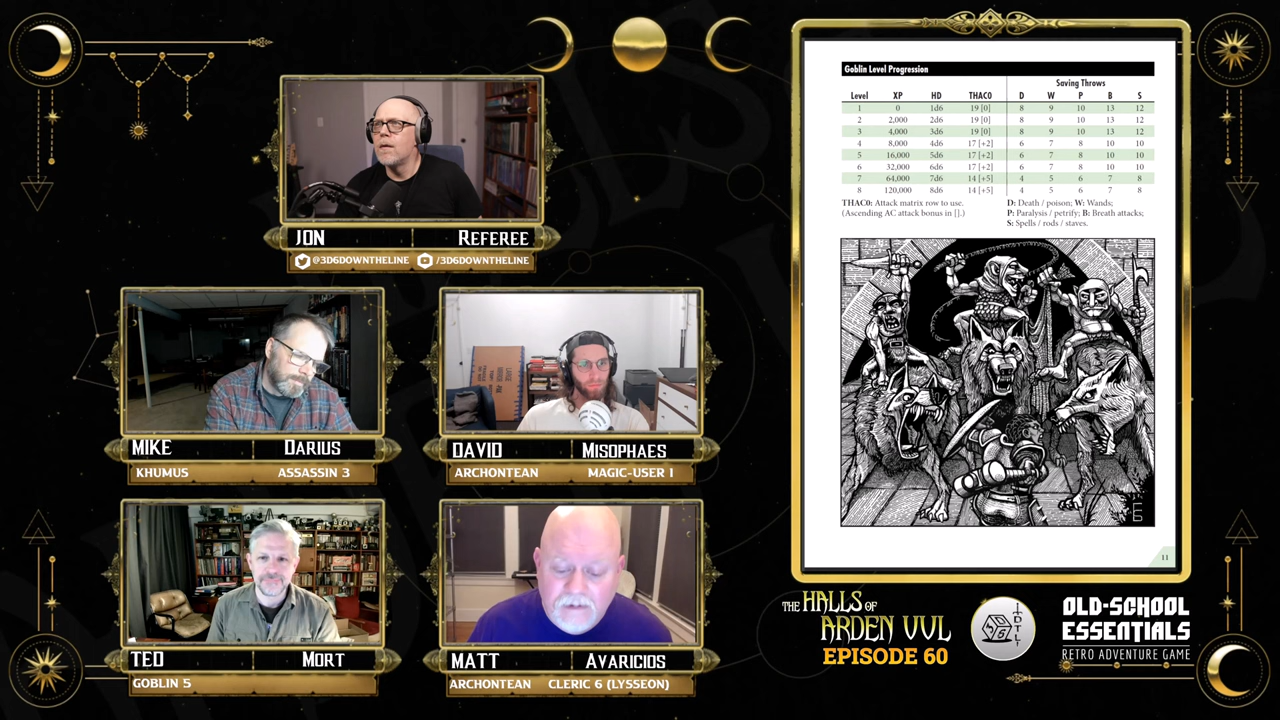 JON Referee
@3D6DOWNTHELINE /3D6DOWNTHELINE
MIKE Darius
KHUMUS ASSASSIN 3
DAVID Misophaes
ARCHONTEAN MAGIC-USER 1
TED Mort
GOBLIN 5
MATT Avaricios
ARCHONTEAN CLERIC 6 (LYSSEON)
Goblin Level Progression
Saving Throws
Level XP HD THAC0 D W P B S
1 0 1d6 19 [0] 8 9 10 13 12
2 2,000 2d6 19 [0] 8 9 10 13 12
3 4,000 3d6 19 [0] 8 9 10 13 12
4 8,000 4d6 17 [+2] 6 7 8 10 10
5 16,000 5d6 17 [+2] 6 7 8 10 10
6 32,000 6d6 17 [+2] 6 7 8 10 10
7 64,000 7d6 14 [+5] 4 5 6 7 8
8 120,000 8d6 14 [+5] 4 5 6 7 8
THAC0: Attack matrix row to use.
(Ascending AC attack bonus in [].)
D: Death / poison; W: Wands;
P: Paralysis / petrify; B: Breath attacks;
S: Spells / rods / staves.
11
THE HALLS OF
ARDEN VUL
EPISODE 60
OLD-SCHOOL
ESSENTIALS
RETRO ADVENTURE GAME